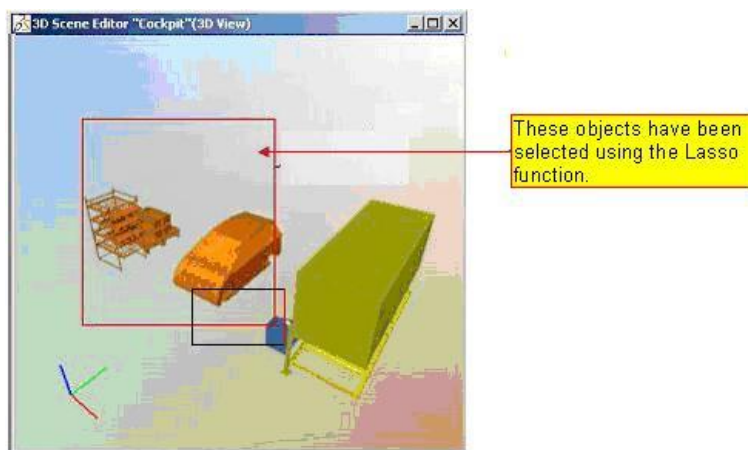 3D Scene Editor "Cockpit"(3D View)
These objects have been
selected using the Lasso
function.